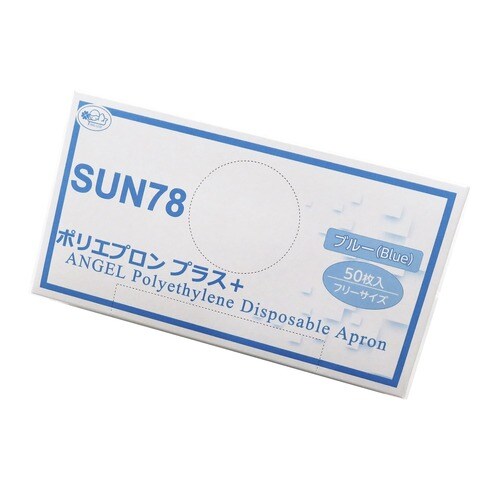 SUN78
ポリエプロン プラス+
ANGEL Polyethylene Disposable Apron
ブルー(Blue)
50枚入
フリーサイズ